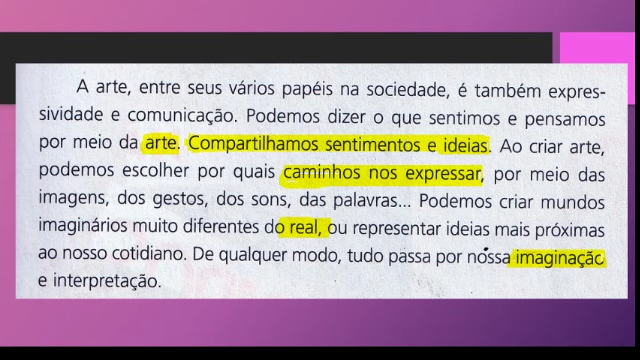 A arte, entre seus vários papéis na sociedade, é também expres-
sividade e comunicação. Podemos dizer o que sentimos e pensamos
por meio da arte. Compartilhamos sentimentos e ideias. Ao criar arte,
podemos escolher por quais caminhos nos expressar, por meio das
imagens, dos gestos, dos sons, das palavras... Podemos criar mundos
imaginários muito diferentes do real, ou representar ideias mais próximas
ao nosso cotidiano. De qualquer modo, tudo passa por nossa imaginação
e interpretação.